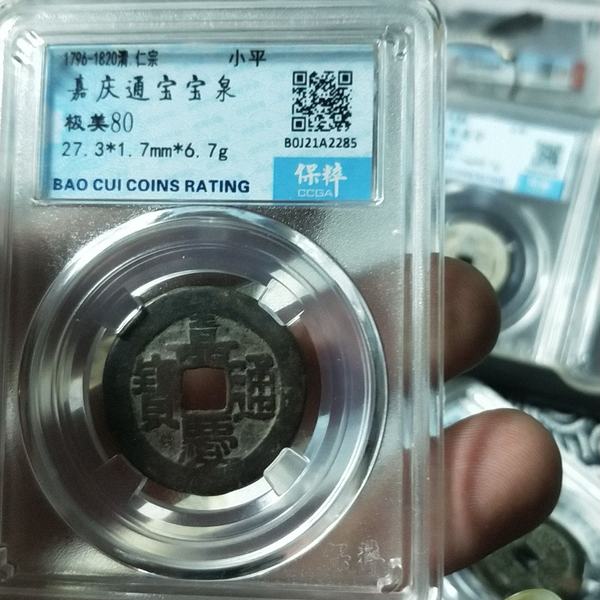 1796-1820清 仁宗 小平
嘉庆通宝宝泉
极美80
27.3*1.7mm*6.7g
BOJ21A2285
BAO CUI COINS RATING
保粹
CCGA
嘉慶通寶